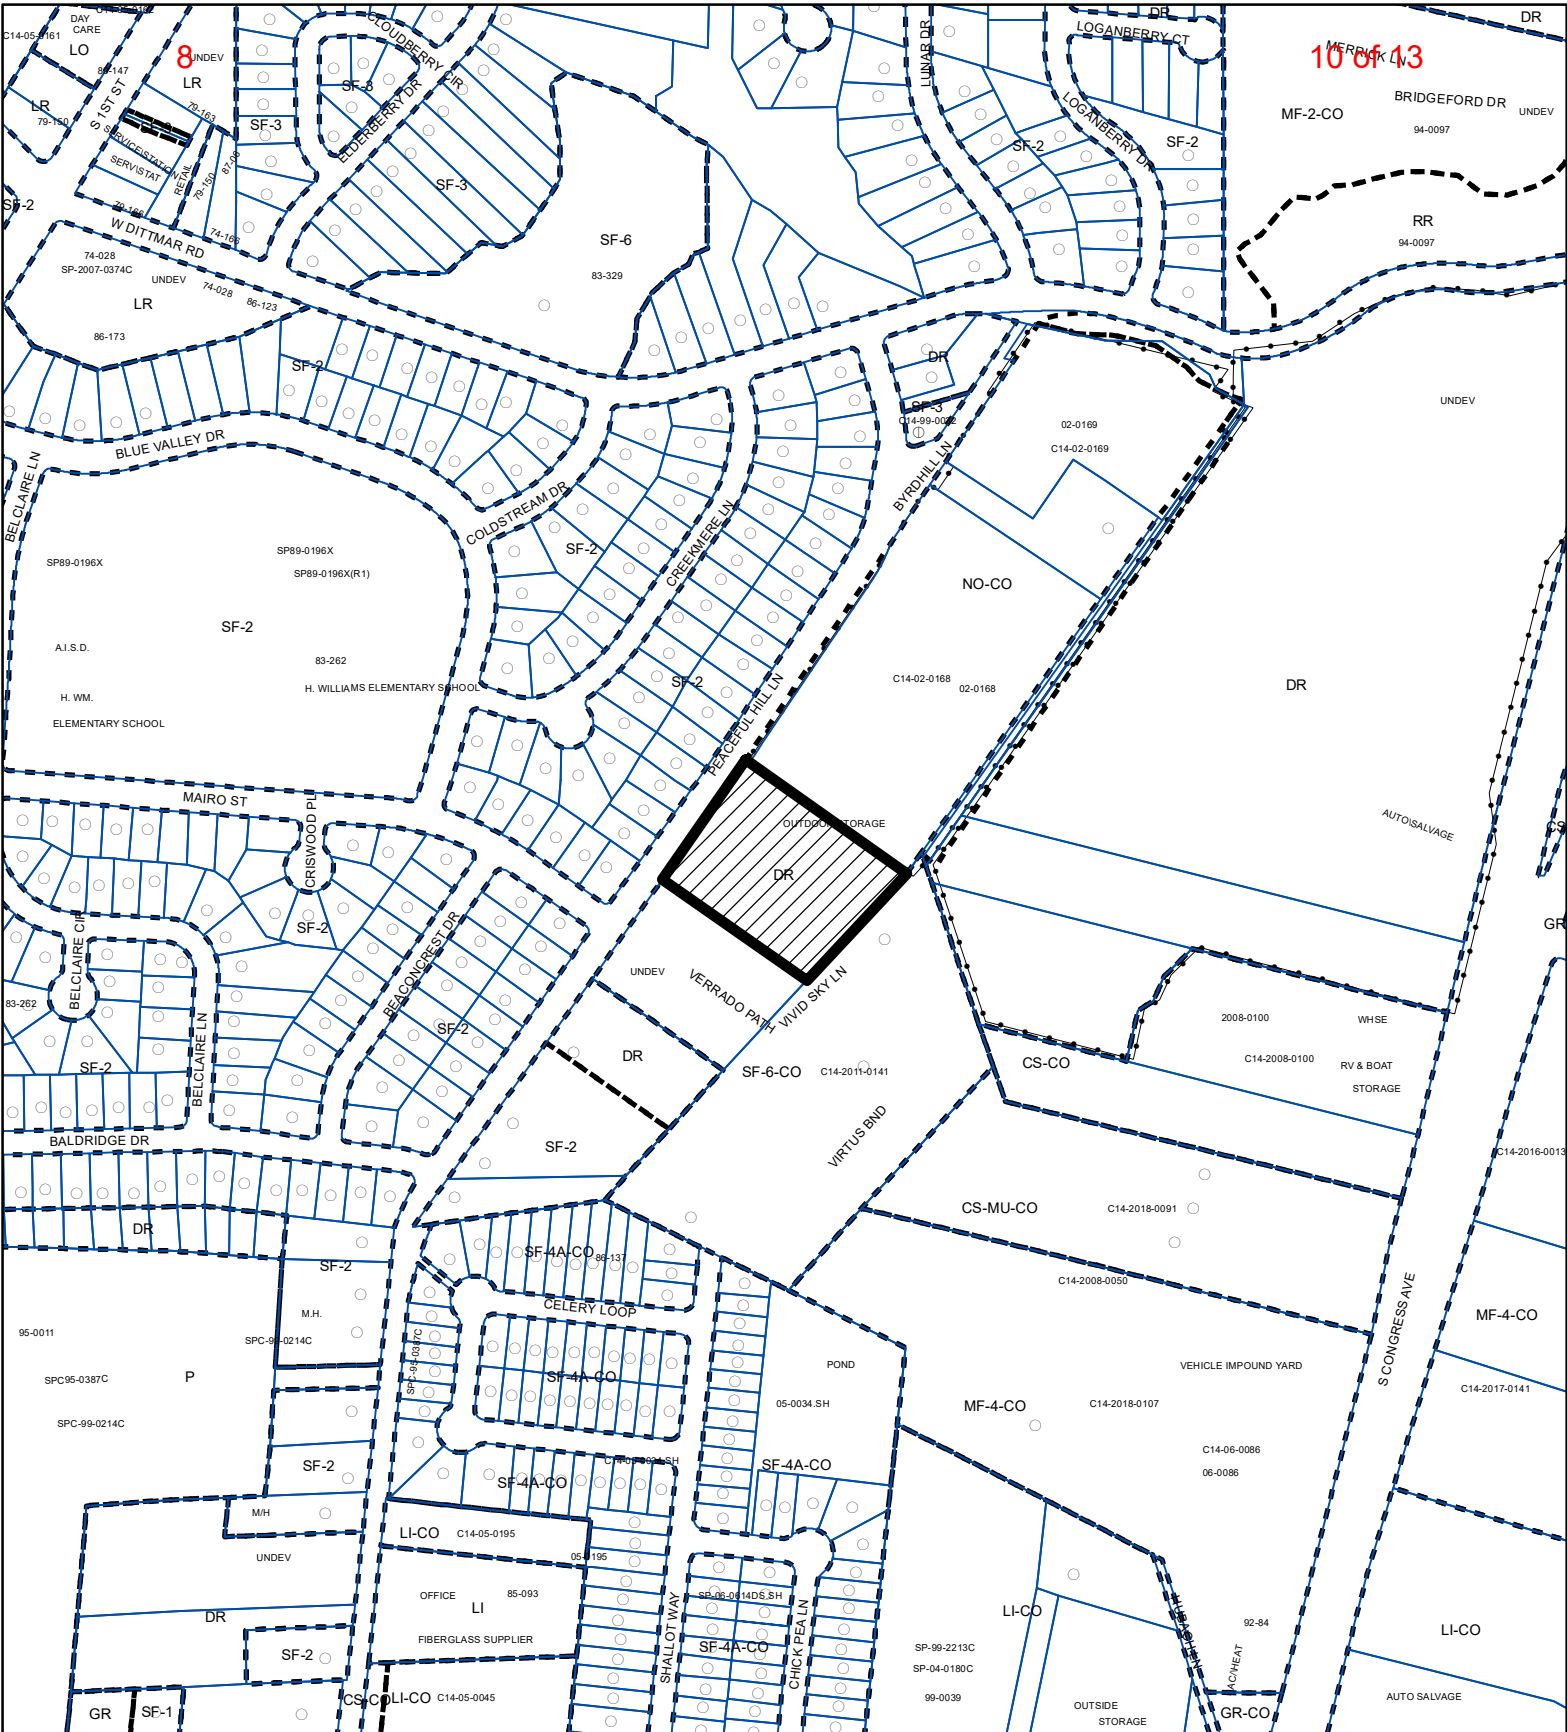 C14-05-0161
DAY
CARE
LO
86-147
8
UNDEV
LR
LR
79-150
S 1ST ST
79-163
SERVICE\STATION
SERV\STAT
RETAIL
79-150
87-06
79-166
74-166
SF-2
W DITTMAR RD
SF-3
SF-3
CLOUDBERRY CIR
ELDERBERRY DR
SF-3
SF-6
83-329
LUNAR DR
DR
LOGANBERRY CT
LOGANBERRY DR
SF-2
SF-2
DR
MERRICK LN
10 of 13
BRIDGEFORD DR
UNDEV
MF-2-CO
94-0097
RR
94-0097
74-028
SP-2007-0374C
UNDEV
74-028
86-123
LR
86-173
SF-2
BLUE VALLEY DR
BELCLAIRE LN
COLDSTREAM DR
CREEKMERE LN
DR
SF-3
C14-99-0022
BYRDHILL LN
02-0169
C14-02-0169
UNDEV
SP89-0196X
SP89-0196X
SP89-0196X(R1)
SF-2
SF-2
NO-CO
A.I.S.D.
83-262
H. WM.
H. WILLIAMS ELEMENTARY SCHOOL
ELEMENTARY SCHOOL
SF-2
C14-02-0168
02-0168
DR
PEACEFUL HILL LN
MAIRO ST
CRISWOOD PL
OUTDOOR STORAGE
DR
AUTO\SALVAGE
CS
GR
SF-2
BELCLAIRE CIR
BEACONCREST DR
83-262
BELCLAIRE LN
SF-2
SF-2
UNDEV
VERRADO PATH
VIVID SKY LN
DR
SF-6-CO
C14-2011-0141
CS-CO
2008-0100
WHSE
C14-2008-0100
RV & BOAT
STORAGE
BALDRIDGE DR
SF-2
VIRTUS BND
C14-2016-0013
DR
CS-MU-CO
C14-2018-0091
SF-4A-CO
86-137
SF-2
C14-2008-0050
CELERY LOOP
M.H.
S CONGRESS AVE
MF-4-CO
95-0011
SPC-99-0214C
SPC-95-0387C
SPC95-0387C
P
SF-4A-CO
POND
VEHICLE IMPOUND YARD
C14-2017-0141
SPC-99-0214C
05-0034.SH
MF-4-CO
C14-2018-0107
C14-06-0086
06-0086
SF-2
SF-4A-CO
SF-4A-CO
M/H
LI-CO
C14-05-0195
UNDEV
OFFICE
85-093
LI
FIBERGLASS SUPPLIER
SP-06-0614DS.SH
SF-4A-CO
SHALLOT WAY
CHICK PEA LN
DR
SF-2
LI-CO
92-84
LI-CO
SP-99-2213C
SP-04-0180C
99-0039
AC/HEAT
OUTSIDE
STORAGE
GR-CO
AUTO SALVAGE
GR
SF-1
CS-CO
LI-CO
C14-05-0045